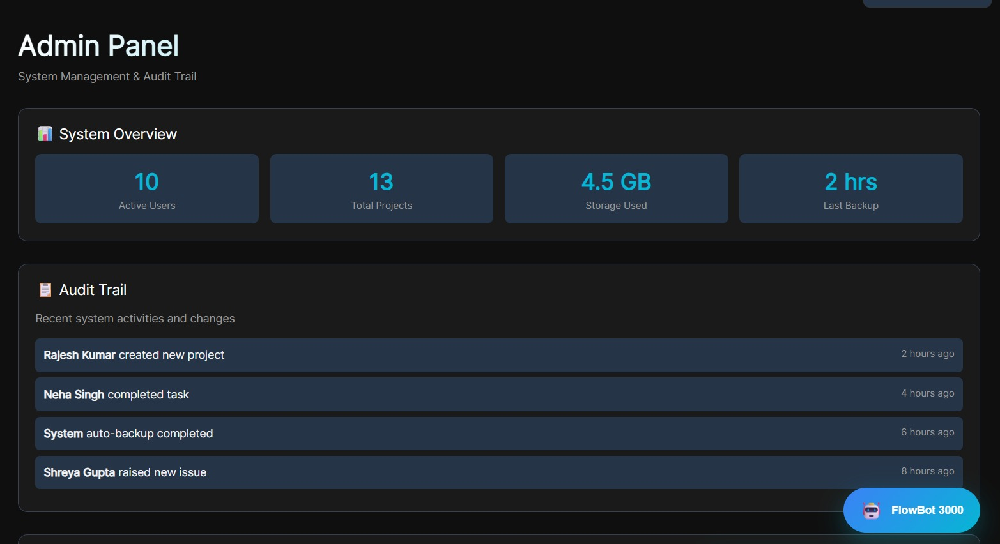 Admin Panel
System Management & Audit Trail
System Overview
10
Active Users
13
Total Projects
4.5 GB
Storage Used
2 hrs
Last Backup
Audit Trail
Recent system activities and changes
Rajesh Kumar created new project
2 hours ago
Neha Singh completed task
4 hours ago
System auto-backup completed
6 hours ago
Shreya Gupta raised new issue
8 hours ago
FlowBot 3000